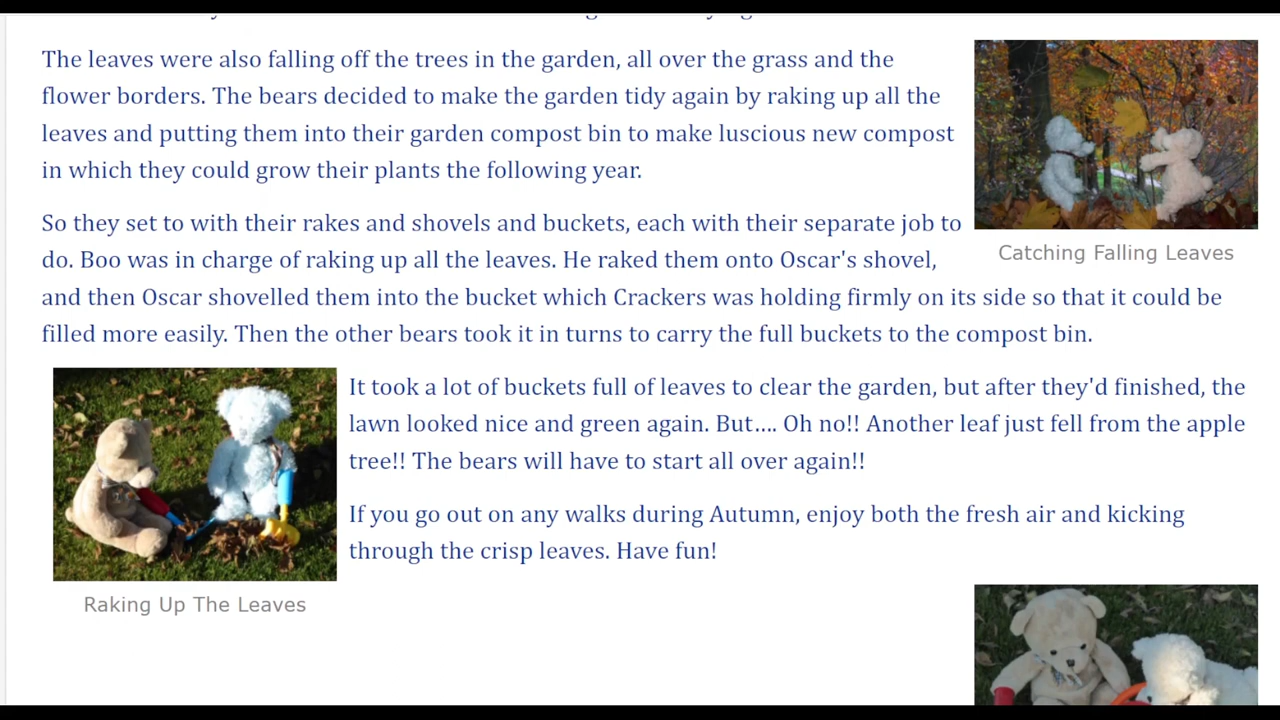 The leaves were also falling off the trees in the garden, all over the grass and the
flower borders. The bears decided to make the garden tidy again by raking up all the
leaves and putting them into their garden compost bin to make luscious new compost
in which they could grow their plants the following year.
Catching Falling Leaves
So they set to with their rakes and shovels and buckets, each with their separate job to
do. Boo was in charge of raking up all the leaves. He raked them onto Oscar's shovel,
and then Oscar shovelled them into the bucket which Crackers was holding firmly on its side so that it could be
filled more easily. Then the other bears took it in turns to carry the full buckets to the compost bin.
It took a lot of buckets full of leaves to clear the garden, but after they'd finished, the
lawn looked nice and green again. But…. Oh no!! Another leaf just fell from the apple
tree!! The bears will have to start all over again!!
If you go out on any walks during Autumn, enjoy both the fresh air and kicking
through the crisp leaves. Have fun!
Raking Up The Leaves